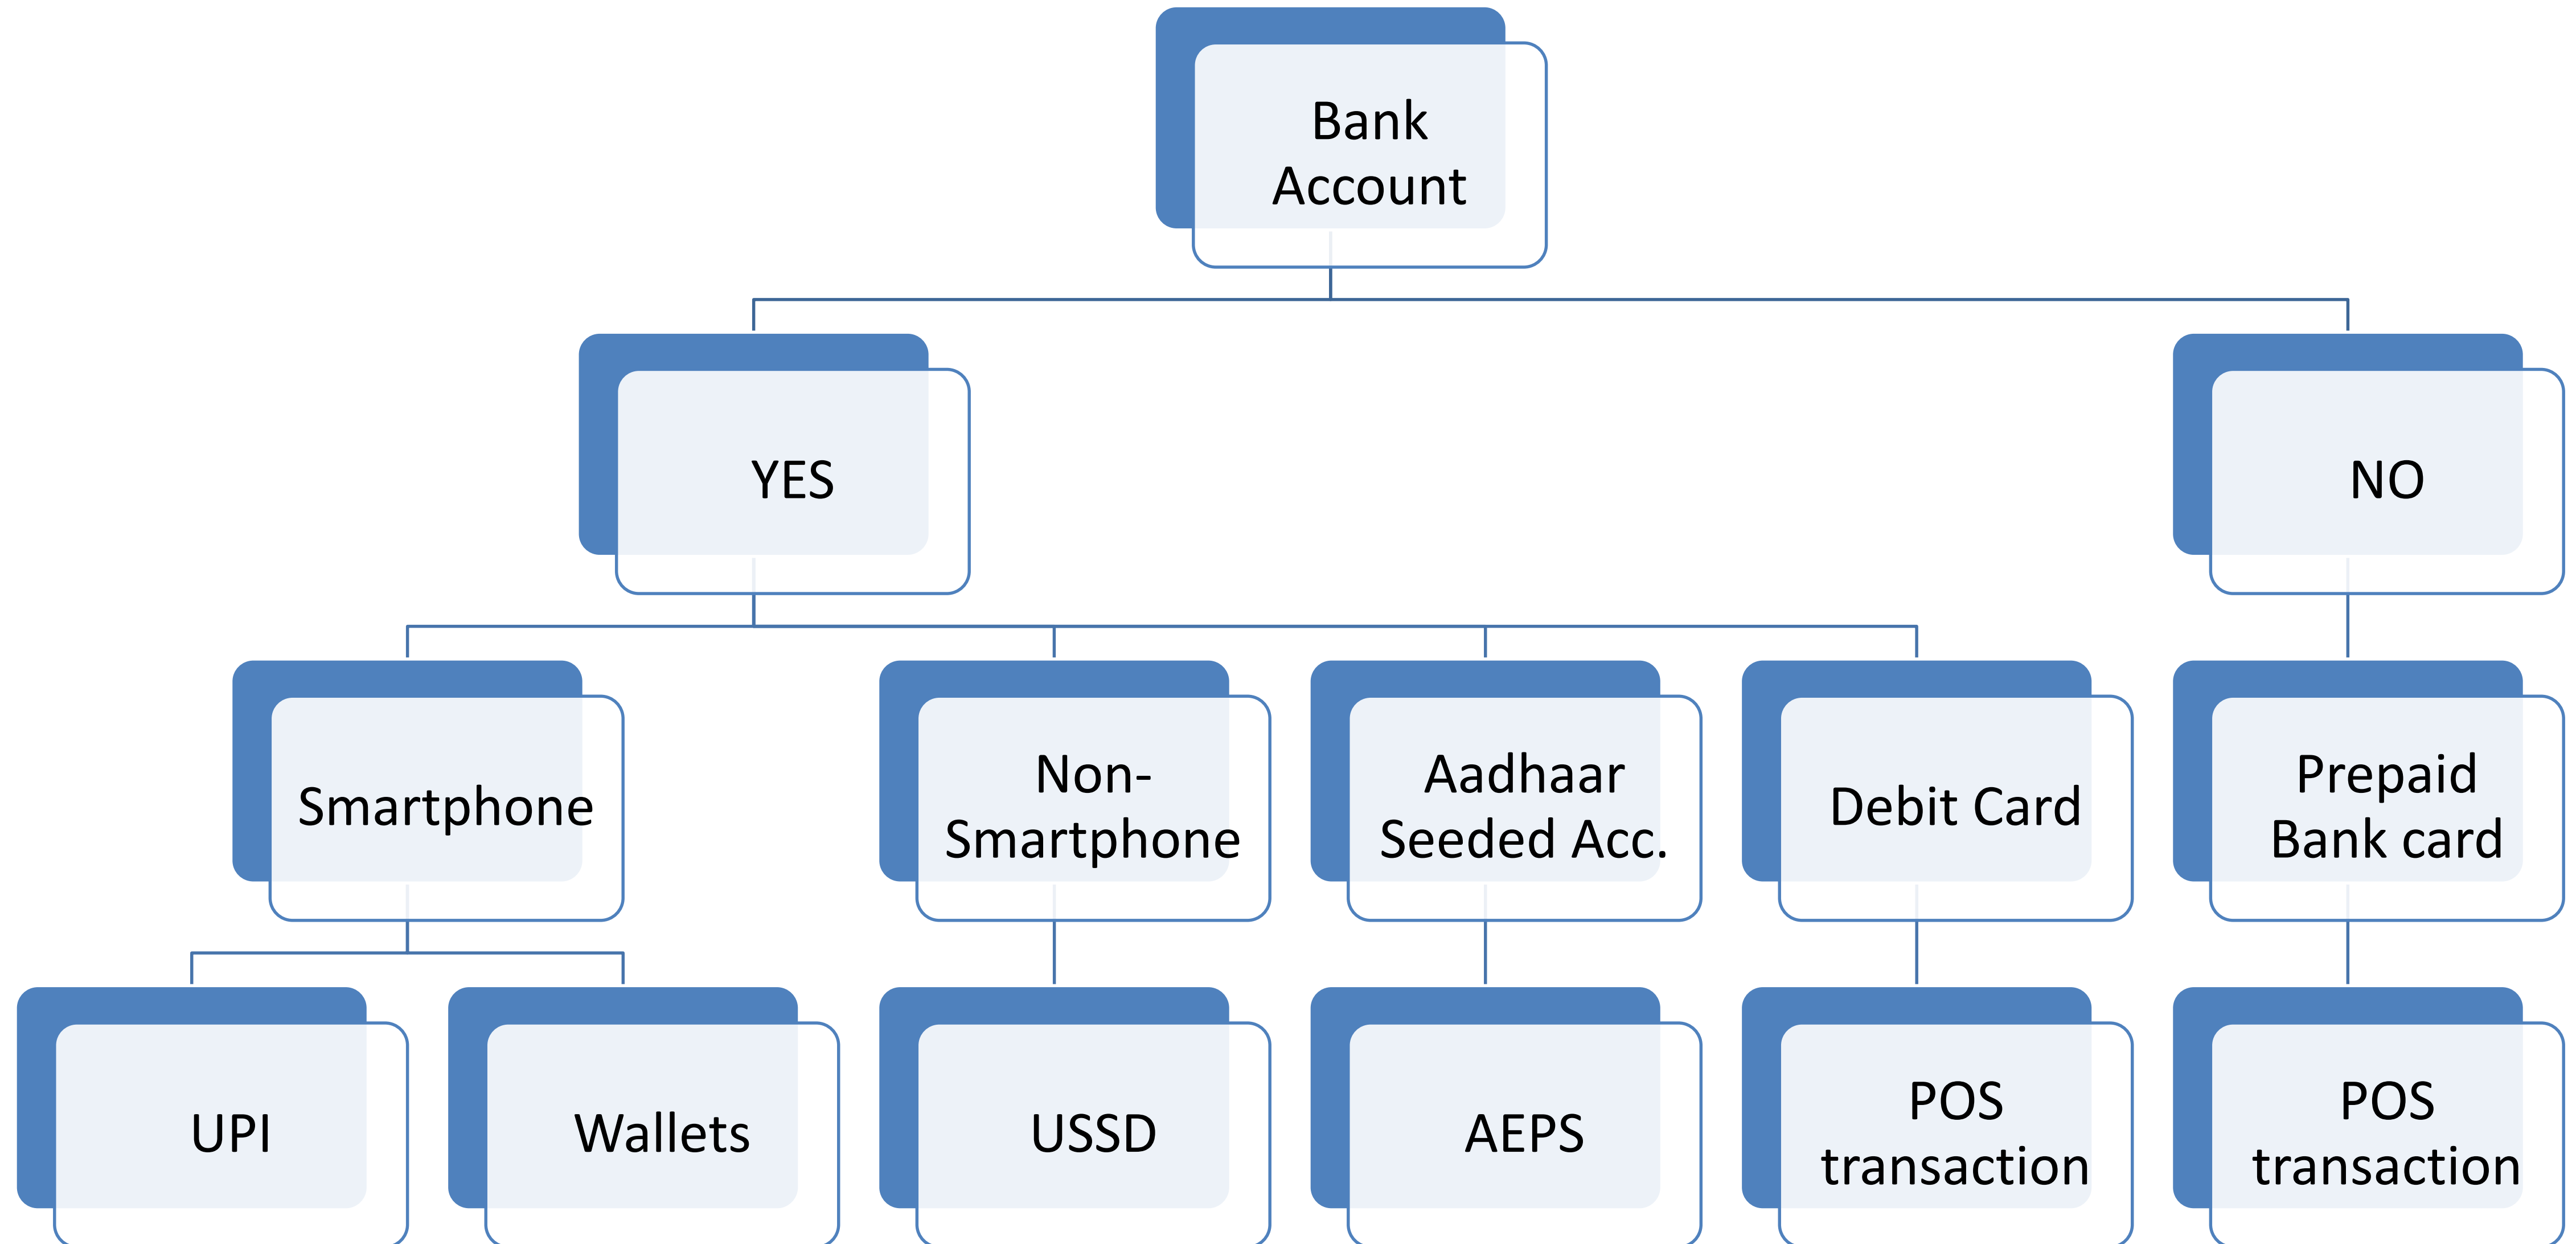 Bank
Account
YES
NO
Smartphone
Non-
Smartphone
Aadhaar
Seeded Acc.
Debit Card
Prepaid
Bank card
UPI
Wallets
USSD
AEPS
POS
transaction
POS
transaction